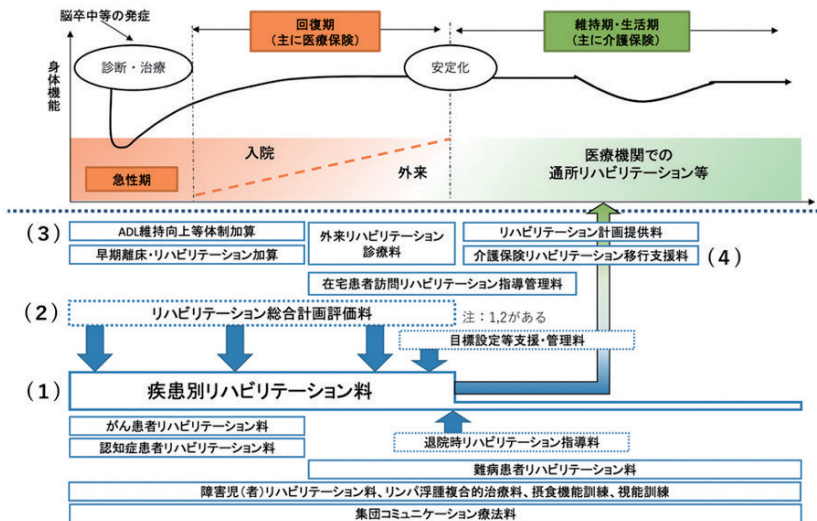 脳卒中等の発症
回復期
(主に医療保険)
維持期・生活期
(主に介護保険)
診断・治療
安定化
身体機能
入院
外来
急性期
医療機関での
通所リハビリテーション等
(3)
ADL維持向上等体制加算
早期離床・リハビリテーション加算
外来リハビリテーション
診療料
リハビリテーション計画提供料
介護保険リハビリテーション移行支援料
(4)
在宅患者訪問リハビリテーション指導管理料
(2)
リハビリテーション総合計画評価料
注:1,2がある
目標設定等支援・管理料
(1)
疾患別リハビリテーション料
がん患者リハビリテーション料
認知症患者リハビリテーション料
退院時リハビリテーション指導料
難病患者リハビリテーション料
障害児(者)リハビリテーション料、リンパ浮腫複合的治療料、摂食機能訓練、視能訓練
集団コミュニケーション療法料